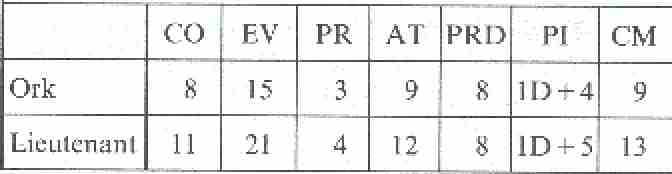 CO EV PR AT PRD PI CM
Ork 8 15 3 9 8 1D+4 9
Lieutenant 11 21 4 12 8 1D+5 13